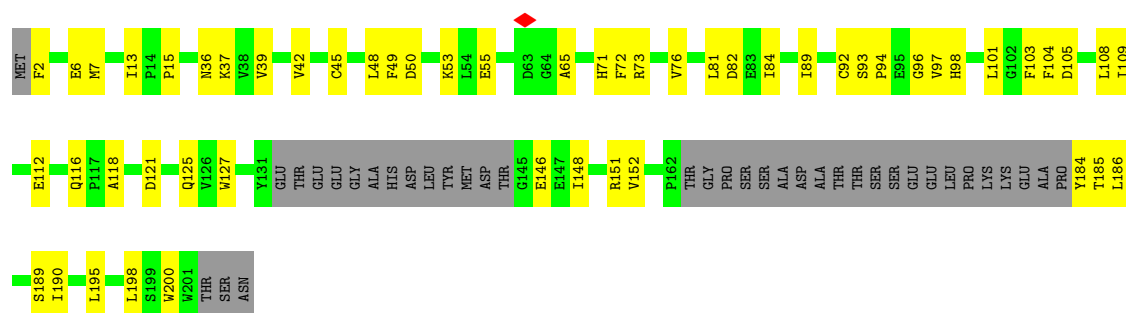 MET F2 E6 M7 I13 P14 P15 N36 K37 V38 V39 V42 C45 L48 F49 D50 K53 L54 E55 D63 G64 A65 H71 F72 R73 V76 L81 D82 E83 I84 I89 C92 S93 P94 E95 G96 V97 H98 L101 G102 F103 F104 D105 L108 I109
E112 Q116 P117 A118 D121 Q125 V126 W127 Y131 GLU THR GLU GLU GLY ALA HIS ASP LEU TYR MET ASP THR G145 E146 E147 I148 R151 V152 P162 THR GLY PRO SER SER ALA ASP ALA THR THR SER SER GLU GLU LEU PRO LYS LYS GLU ALA PRO Y184 T185 L186
S189 I190 L195 L198 S199 W200 W201 THR SER ASN